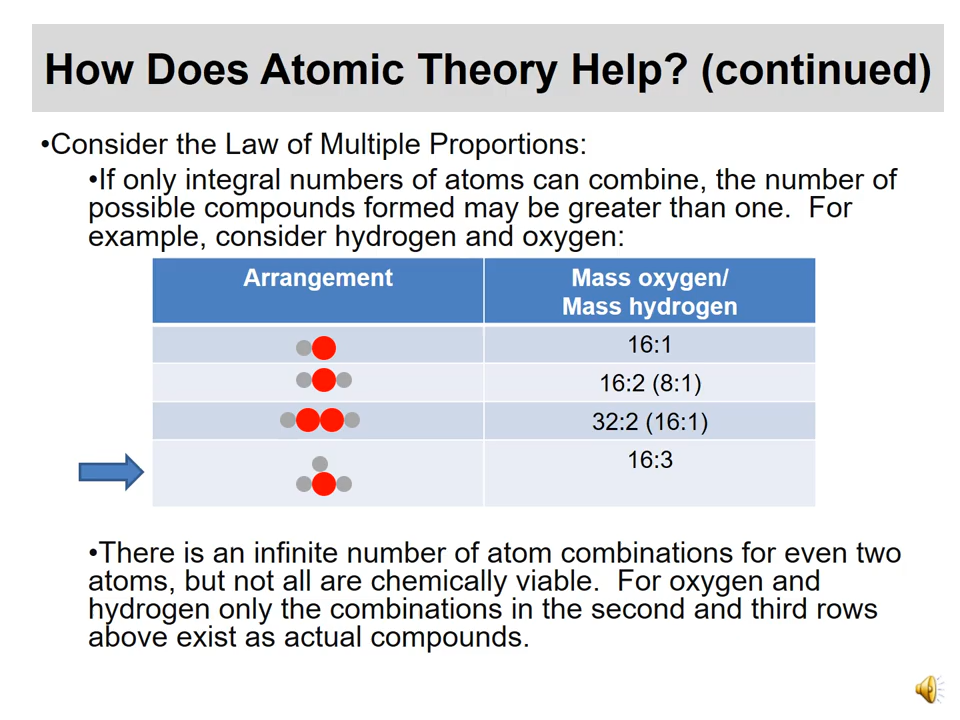 How Does Atomic Theory Help? (continued)
•Consider the Law of Multiple Proportions:
•If only integral numbers of atoms can combine, the number of
possible compounds formed may be greater than one.  For
example, consider hydrogen and oxygen:
Arrangement
Mass oxygen/
Mass hydrogen
16:1
16:2 (8:1)
32:2 (16:1)
16:3
•There is an infinite number of atom combinations for even two
atoms, but not all are chemically viable.  For oxygen and
hydrogen only the combinations in the second and third rows
above exist as actual compounds.